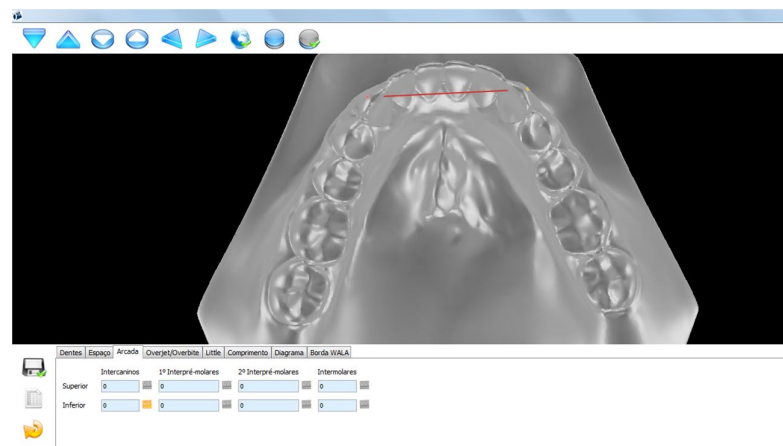 Dentes Espaço Arcada Overjet/Overbite Little Comprimento Diagrama Borda WALA
Intercaninos 1º Interpré-molares 2º Interpré-molares Intermolares
Superior 0 0 0 0
Inferior 0 0 0 0